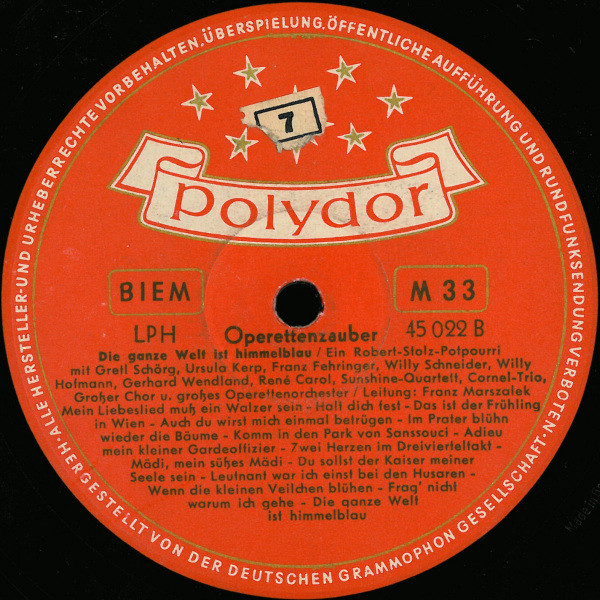 ALLE HERSTELLER- UND URHEBERRECHTE VORBEHALTEN. ÜBERSPIELUNG, ÖFFENTLICHE AUFFÜHRUNG UND RUNDFUNKSENDUNG VERBOTEN ·
7
polydor
BIEM
M 33
LPH Operettenzauber 45 022 B
Die ganze Welt ist himmelblau / Ein Robert-Stolz-Potpourri
mit Gretl Schörg, Ursula Kerp, Franz Fehringer, Willy Schneider, Willy
Hofmann, Gerhard Wendland, René Carol, Sunshine-Quartett, Cornel-Trio,
Großer Chor u. großes Operettenorchester / Leitung: Franz Marszalek
Mein Liebeslied muß ein Walzer sein - Hall dich fest - Das ist der Frühling
in Wien - Auch du wirst mich einmal betrügen - Im Prater blühn
wieder die Bäume - Komm in den Park von Sanssouci - Adieu
mein kleiner Gardeoffizier - 7wei Herzen im Dreivierteltakt -
Mädi, mein süßes Mädi - Du sollst der Kaiser meiner
Seele sein - Leutnant war ich einst bei den Husaren -
Wenn die kleinen Veilchen blühen - Frag' nicht
warum ich gehe - Die ganze Welt
ist himmelblau
· HERGESTELLT VON DER DEUTSCHEN GRAMMOPHON GESELLSCHAFT ·
Made in